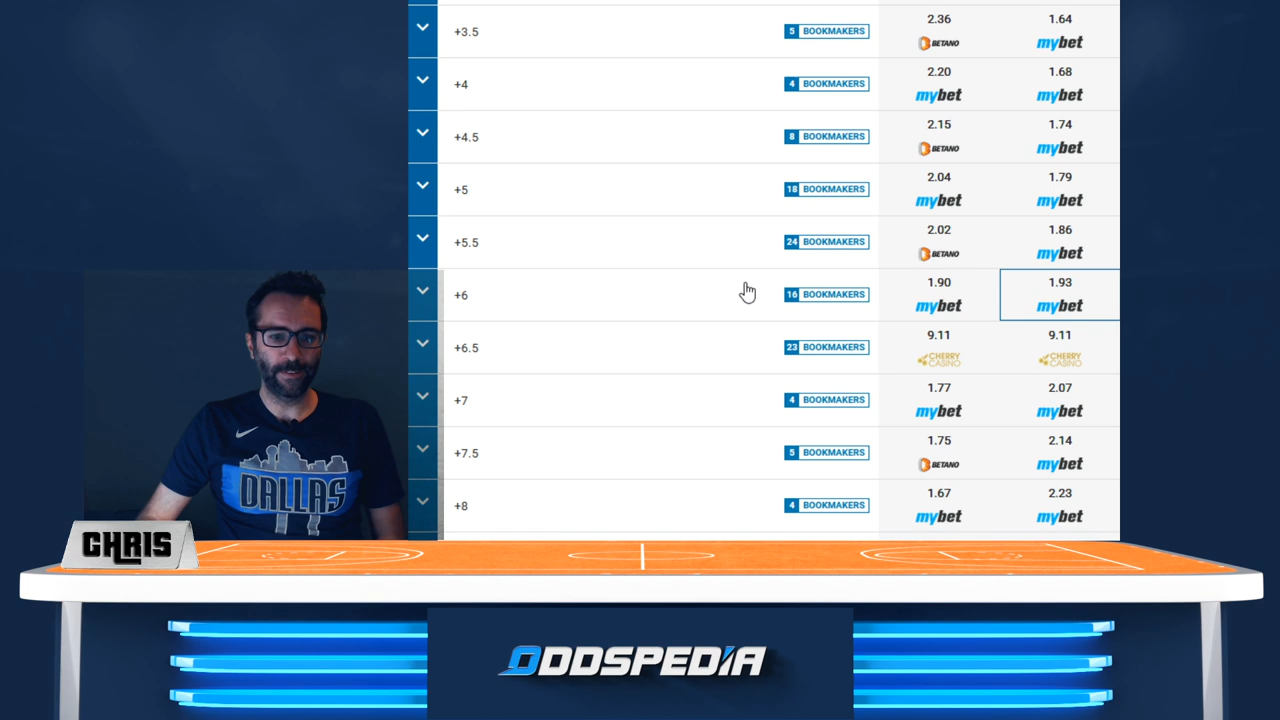 2.36 1.64
+3.5 5 BOOKMAKERS
BETANO mybet
2.20 1.68
+4 4 BOOKMAKERS
mybet mybet
2.15 1.74
+4.5 8 BOOKMAKERS
BETANO mybet
2.04 1.79
+5 18 BOOKMAKERS
mybet mybet
2.02 1.86
+5.5 24 BOOKMAKERS
BETANO mybet
1.90 1.93
+6 16 BOOKMAKERS
mybet mybet
9.11 9.11
+6.5 23 BOOKMAKERS
CHERRY CASINO CHERRY CASINO
1.77 2.07
+7 4 BOOKMAKERS
mybet mybet
1.75 2.14
+7.5 5 BOOKMAKERS
BETANO mybet
1.67 2.23
+8 4 BOOKMAKERS
mybet mybet
DALLAS
CHRIS
ODDSPEDIA